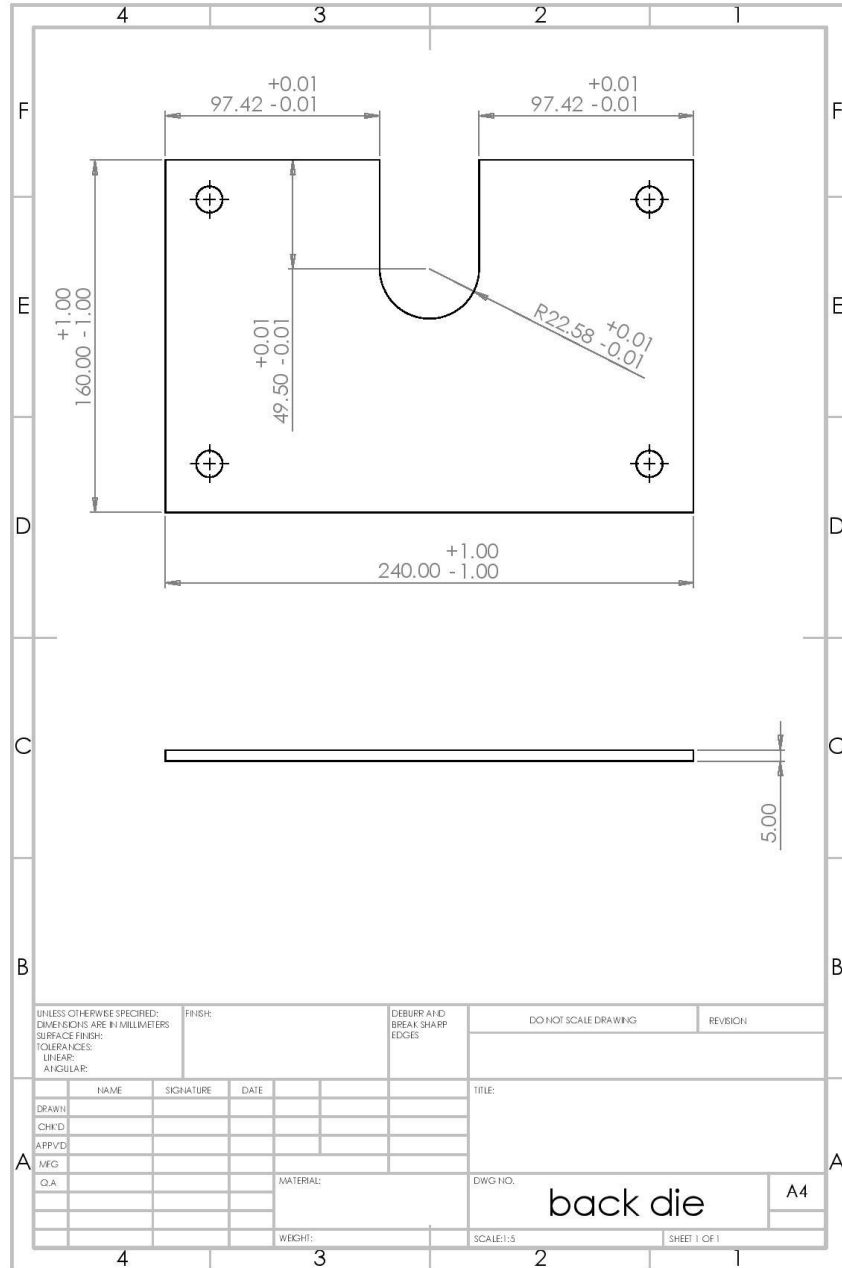 4 3 2 1
+0.01
97.42 -0.01
+0.01
97.42 -0.01
F F
+1.00
160.00 -1.00
+0.01
49.50 -0.01
R22.58 +0.01
-0.01
E E
D D
+1.00
240.00 -1.00
C C
5.00
B B
UNLESS OTHERWISE SPECIFIED:
DIMENSIONS ARE IN MILLIMETERS
SURFACE FINISH:
TOLERANCES:
LINEAR:
ANGULAR:
FINISH:
DEBURR AND
BREAK SHARP
EDGES
DO NOT SCALE DRAWING
REVISION
NAME SIGNATURE DATE
TITLE:
DRAWN
CHK'D
APPV'D
MFG
Q.A
A A
MATERIAL:
DWG NO.
back die
A4
WEIGHT:
SCALE:1:5
SHEET 1 OF 1
4 3 2 1